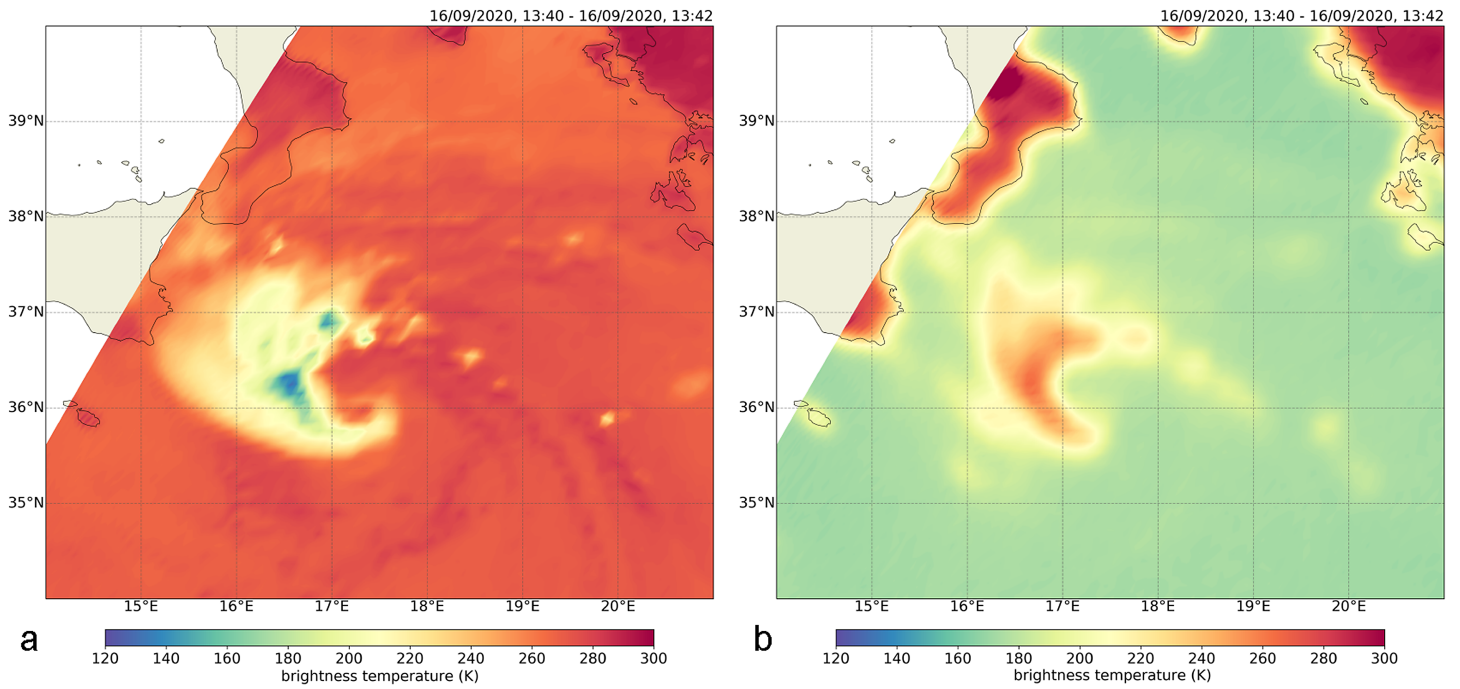 16/09/2020, 13:40 - 16/09/2020, 13:42
39°N
38°N
37°N
36°N
35°N
15°E 16°E 17°E 18°E 19°E 20°E
a
120 140 160 180 200 220 240 260 280 300
brightness temperature (K)
16/09/2020, 13:40 - 16/09/2020, 13:42
39°N
38°N
37°N
36°N
35°N
15°E 16°E 17°E 18°E 19°E 20°E
b
120 140 160 180 200 220 240 260 280 300
brightness temperature (K)